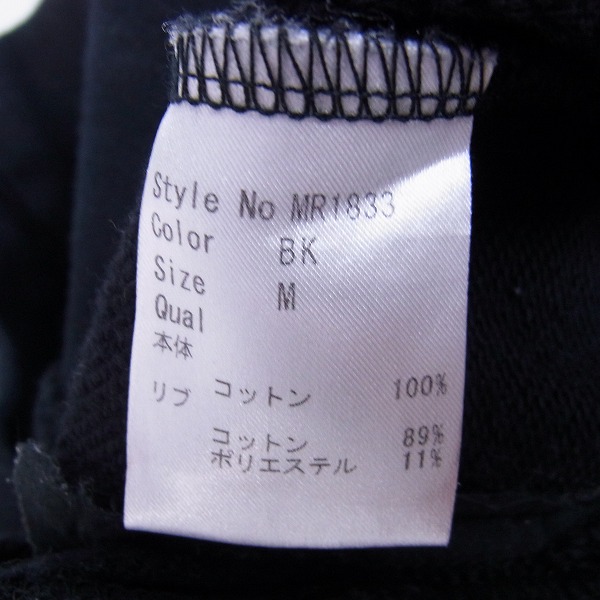 Style No MR1833
Color BK
Size M
Qual
本体
コットン 100%
リブ
コットン 89%
ポリエステル 11%